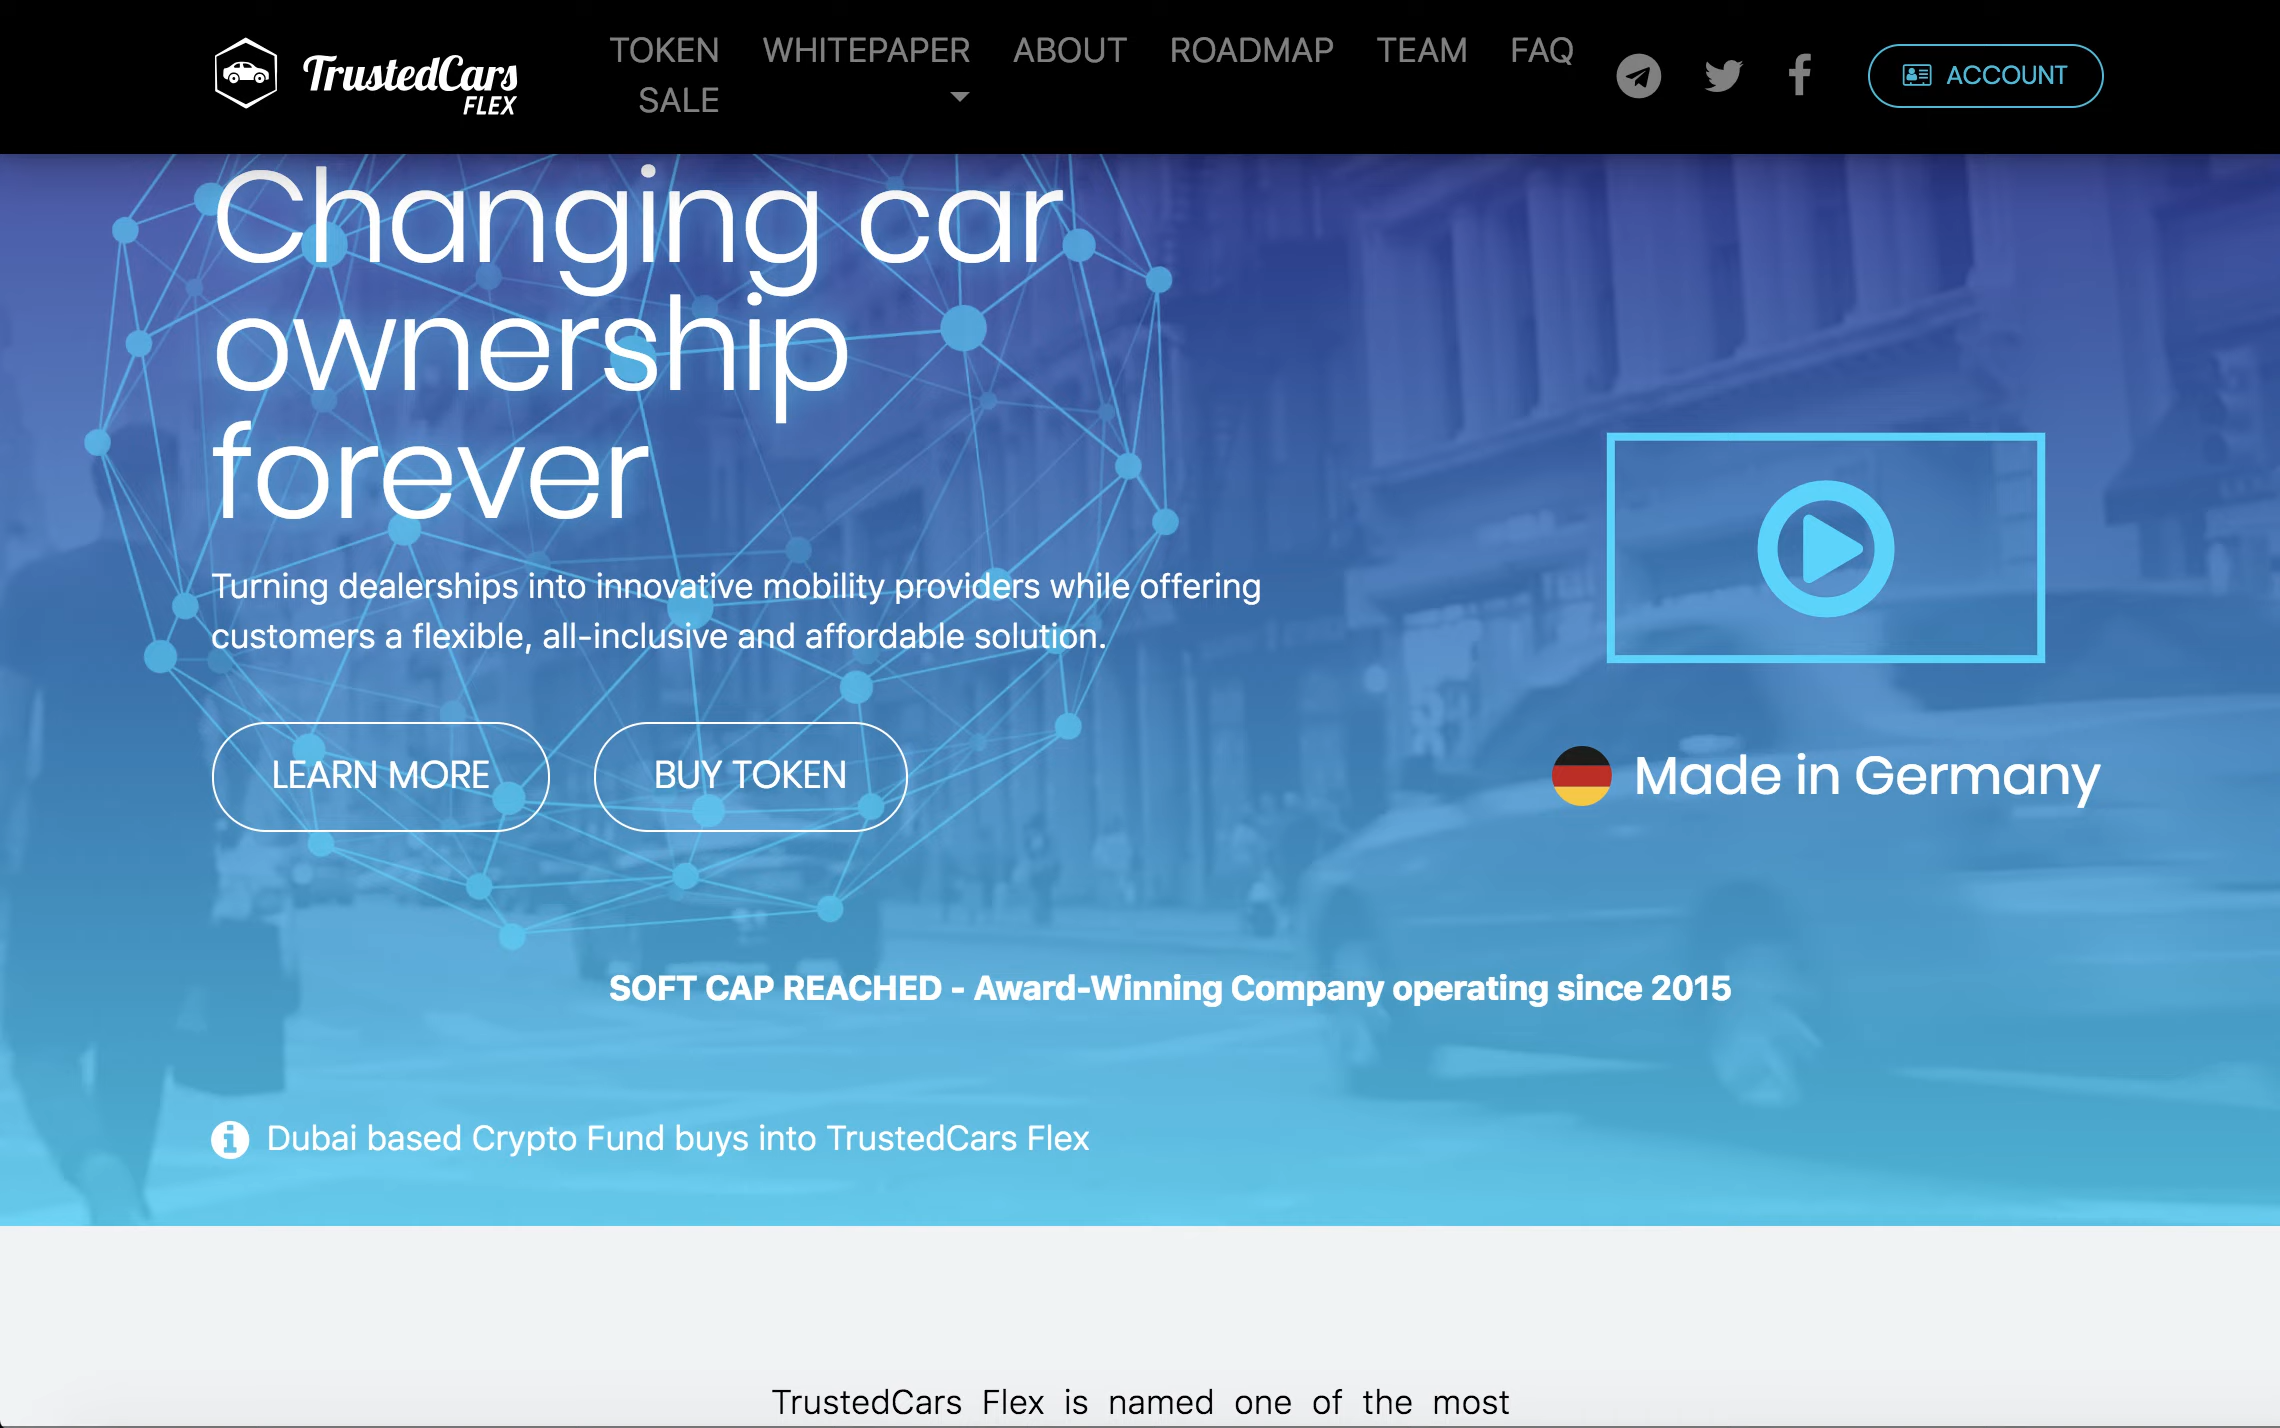 TrustedCars
FLEX
TOKEN SALE
WHITEPAPER
ABOUT
ROADMAP
TEAM
FAQ
ACCOUNT
Changing car
ownership
forever
Turning dealerships into innovative mobility providers while offering
customers a flexible, all-inclusive and affordable solution.
LEARN MORE
BUY TOKEN
Made in Germany
SOFT CAP REACHED - Award-Winning Company operating since 2015
Dubai based Crypto Fund buys into TrustedCars Flex
TrustedCars Flex is named one of the most